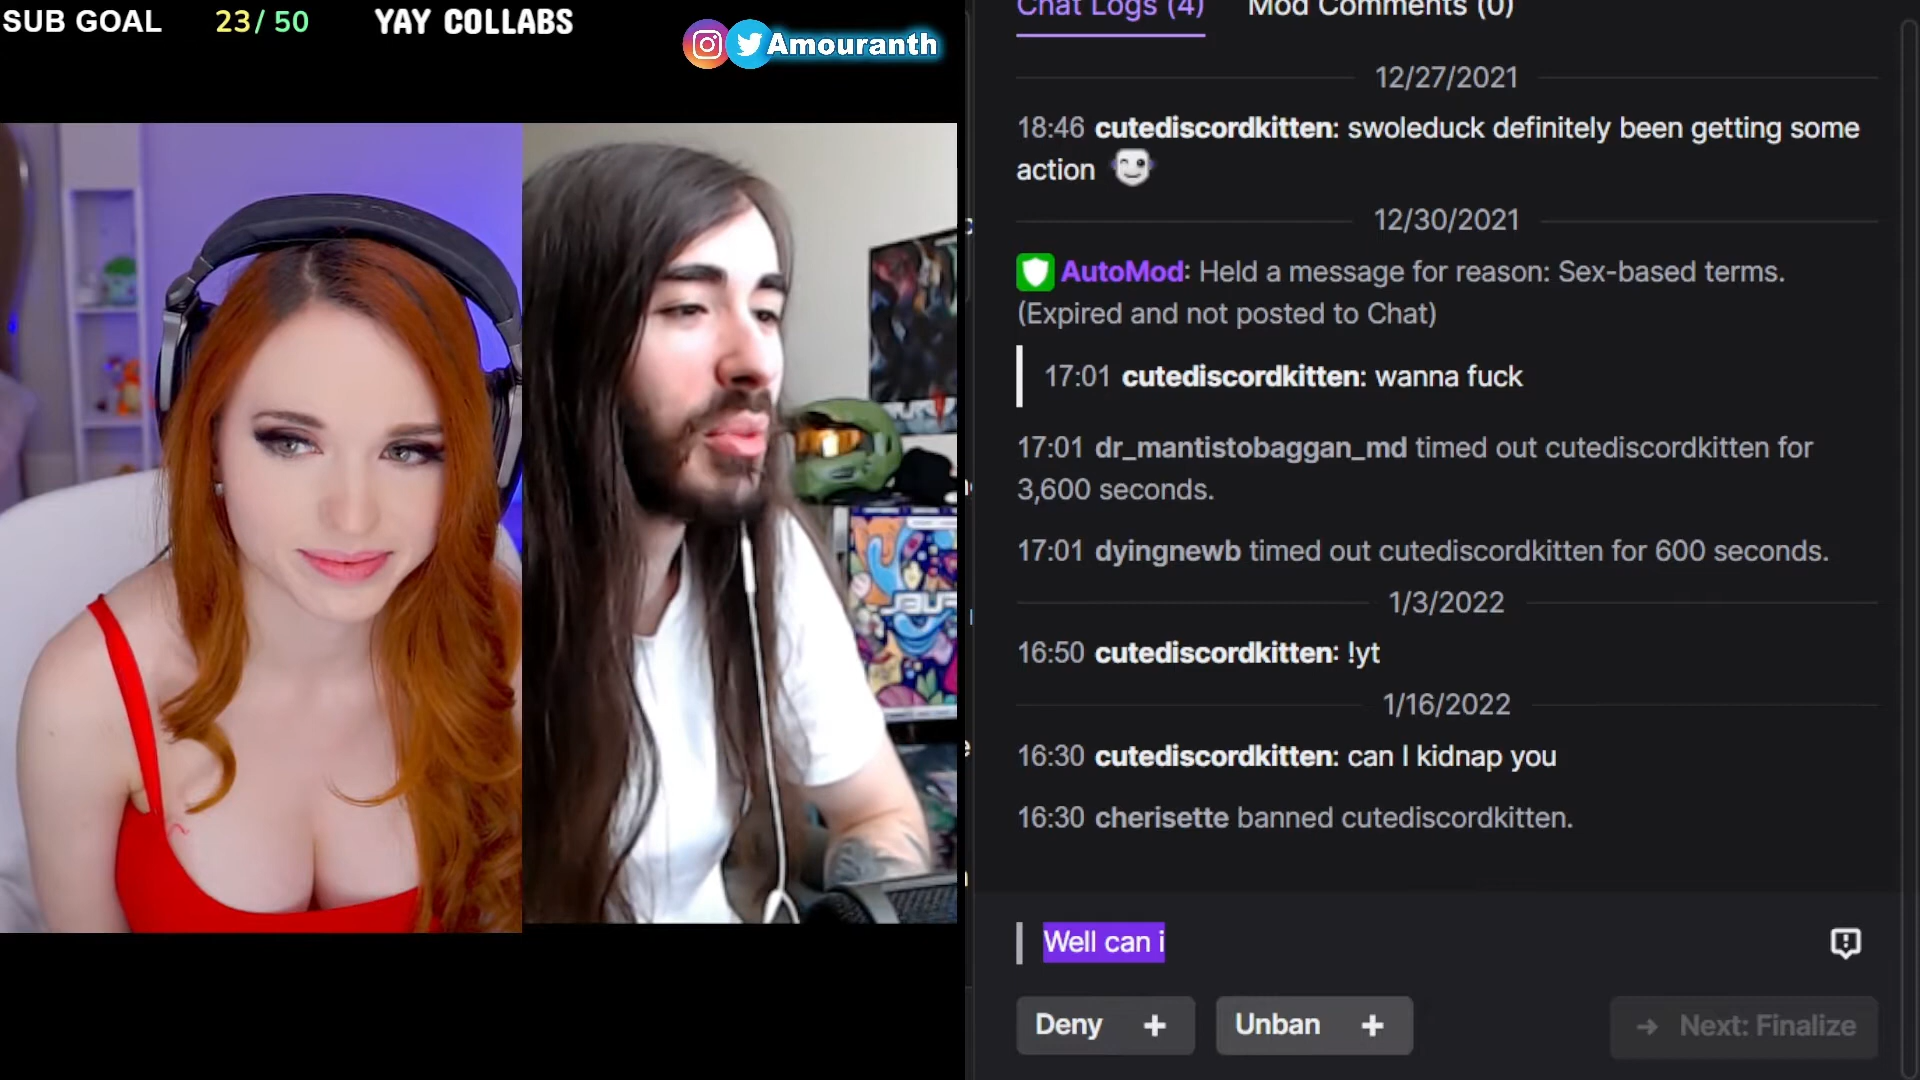 SUB GOAL 23/ 50 YAY COLLABS
Amouranth
Chat Logs (4) Mod Comments (0)
12/27/2021
18:46 cutediscordkitten: swoleduck definitely been getting some
action
12/30/2021
AutoMod: Held a message for reason: Sex-based terms.
(Expired and not posted to Chat)
17:01 cutediscordkitten: wanna fuck
17:01 dr_mantistobaggan_md timed out cutediscordkitten for
3,600 seconds.
17:01 dyingnewb timed out cutediscordkitten for 600 seconds.
1/3/2022
16:50 cutediscordkitten: !yt
1/16/2022
16:30 cutediscordkitten: can I kidnap you
16:30 cherisette banned cutediscordkitten.
Well can i
Deny + Unban + → Next: Finalize